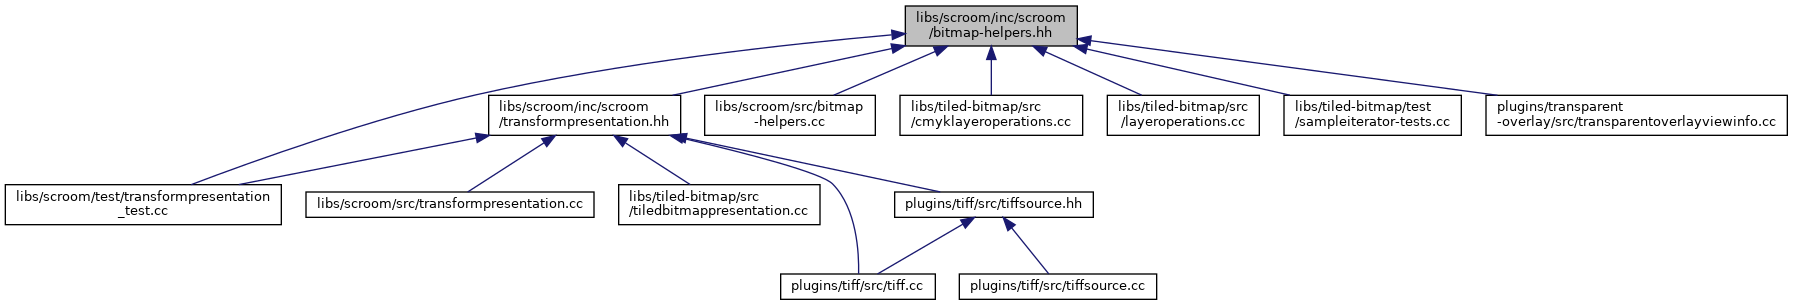 libs/scroom/inc/scroom
/bitmap-helpers.hh
libs/scroom/inc/scroom
/transformpresentation.hh
libs/scroom/src/bitmap
-helpers.cc
libs/tiled-bitmap/src
/cmyklayeroperations.cc
libs/tiled-bitmap/src
/layeroperations.cc
libs/tiled-bitmap/test
/sampleiterator-tests.cc
plugins/transparent
-overlay/src/transparentoverlayviewinfo.cc
libs/scroom/test/transformpresentation
_test.cc
libs/scroom/src/transformpresentation.cc
libs/tiled-bitmap/src
/tiledbitmappresentation.cc
plugins/tiff/src/tiffsource.hh
plugins/tiff/src/tiff.cc
plugins/tiff/src/tiffsource.cc